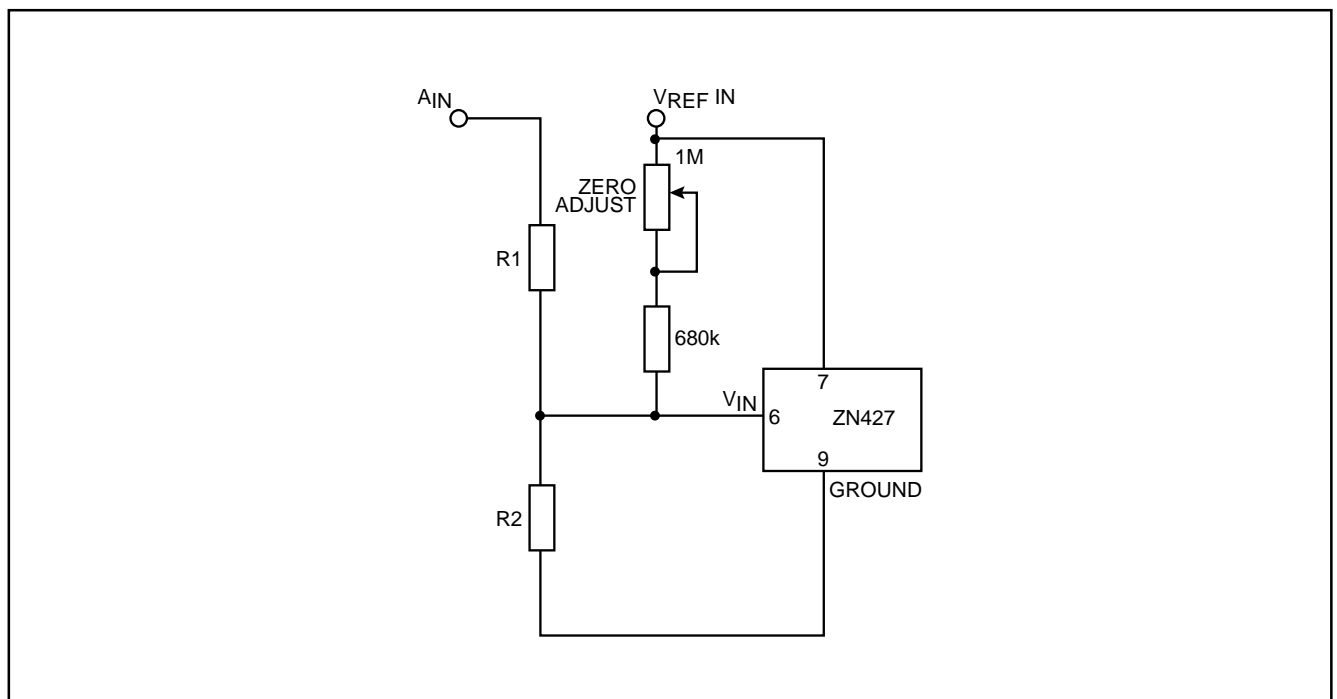 AIN
VREF IN
1M
ZERO
ADJUST
R1
680k
7
VIN
6
ZN427
9
GROUND
R2